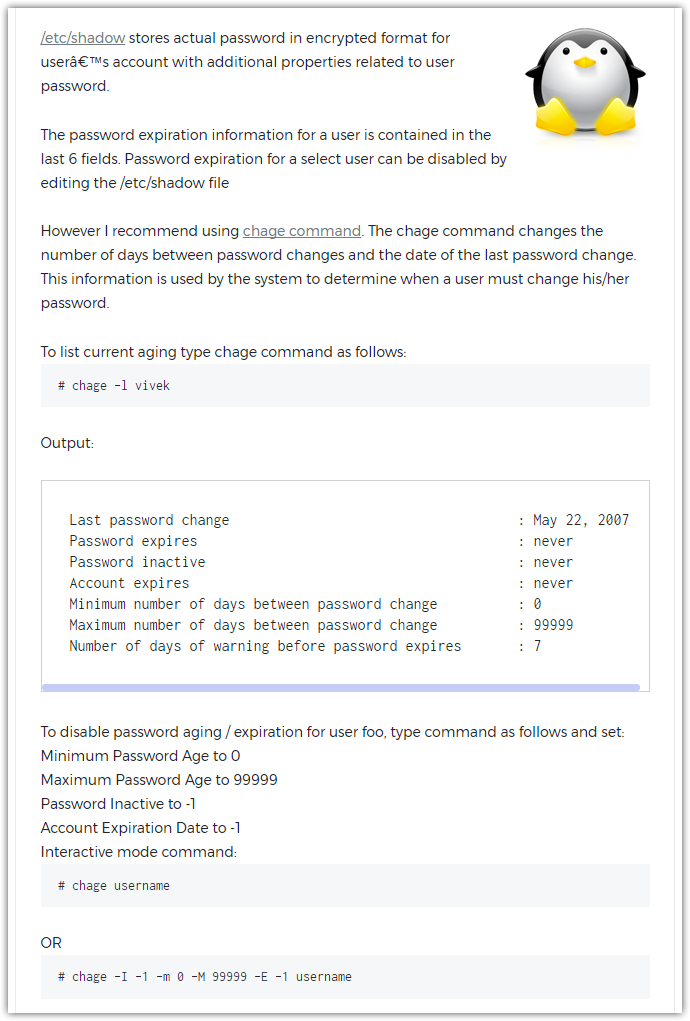 /etc/shadow stores actual password in encrypted format for
userâ€™s account with additional properties related to user
password.
The password expiration information for a user is contained in the
last 6 fields. Password expiration for a select user can be disabled by
editing the /etc/shadow file
However I recommend using chage command. The chage command changes the
number of days between password changes and the date of the last password change.
This information is used by the system to determine when a user must change his/her
password.
To list current aging type chage command as follows:
# chage -l vivek
Output:
Last password change : May 22, 2007
Password expires : never
Password inactive : never
Account expires : never
Minimum number of days between password change : 0
Maximum number of days between password change : 99999
Number of days of warning before password expires : 7
To disable password aging / expiration for user foo, type command as follows and set:
Minimum Password Age to 0
Maximum Password Age to 99999
Password Inactive to -1
Account Expiration Date to -1
Interactive mode command:
# chage username
OR
# chage -I -1 -m 0 -M 99999 -E -1 username